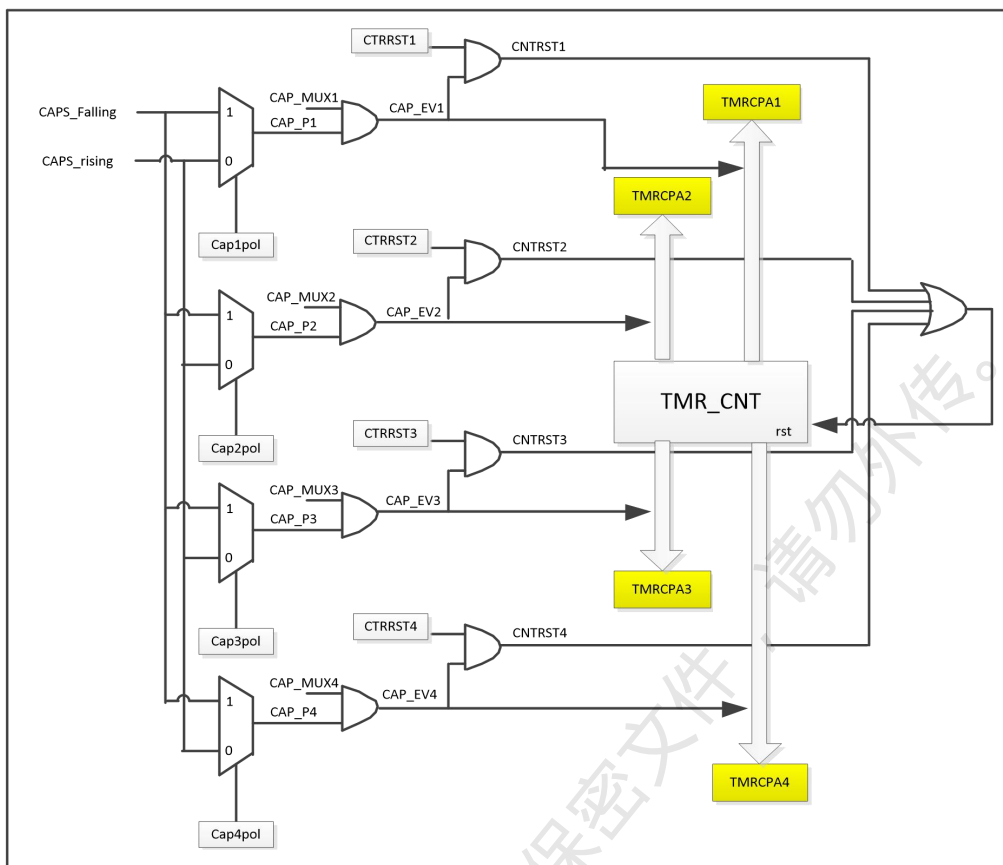 CTRRST1
CNTRST1
CAP_MUX1
CAP_EV1
TMRCPA1
CAPS_Falling
1
CAP_P1
CAPS_rising
0
TMRCPA2
Cap1pol
CTRRST2
CNTRST2
CAP_MUX2
CAP_EV2
1
CAP_P2
0
TMR_CNT
rst
Cap2pol
CTRRST3
CNTRST3
CAP_MUX3
CAP_EV3
1
CAP_P3
0
TMRCPA3
Cap3pol
CTRRST4
CNTRST4
CAP_MUX4
CAP_EV4
1
CAP_P4
0
TMRCPA4
Cap4pol
保密文件，请勿外传。